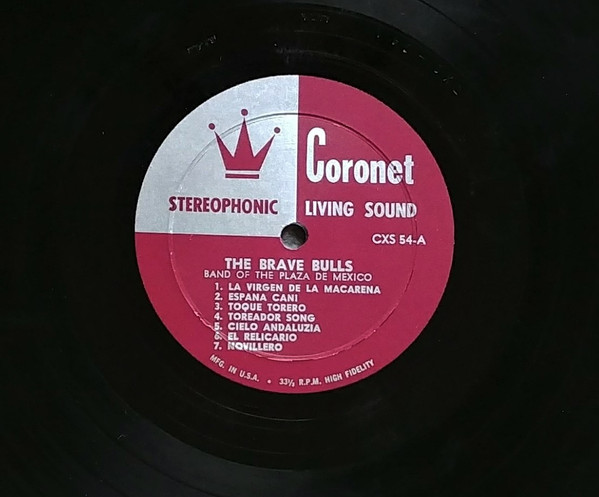 Coronet
STEREOPHONIC LIVING SOUND
CXS 54-A
THE BRAVE BULLS
BAND OF THE PLAZA DE MEXICO
1. LA VIRGEN DE LA MACARENA
2. ESPANA CANI
3. TOQUE TORERO
4. TOREADOR SONG
5. CIELO ANDALUZIA
6. EL RELICARIO
7. NOVILLERO
MFG. IN U.S.A. • 33⅓ R.P.M. HIGH FIDELITY